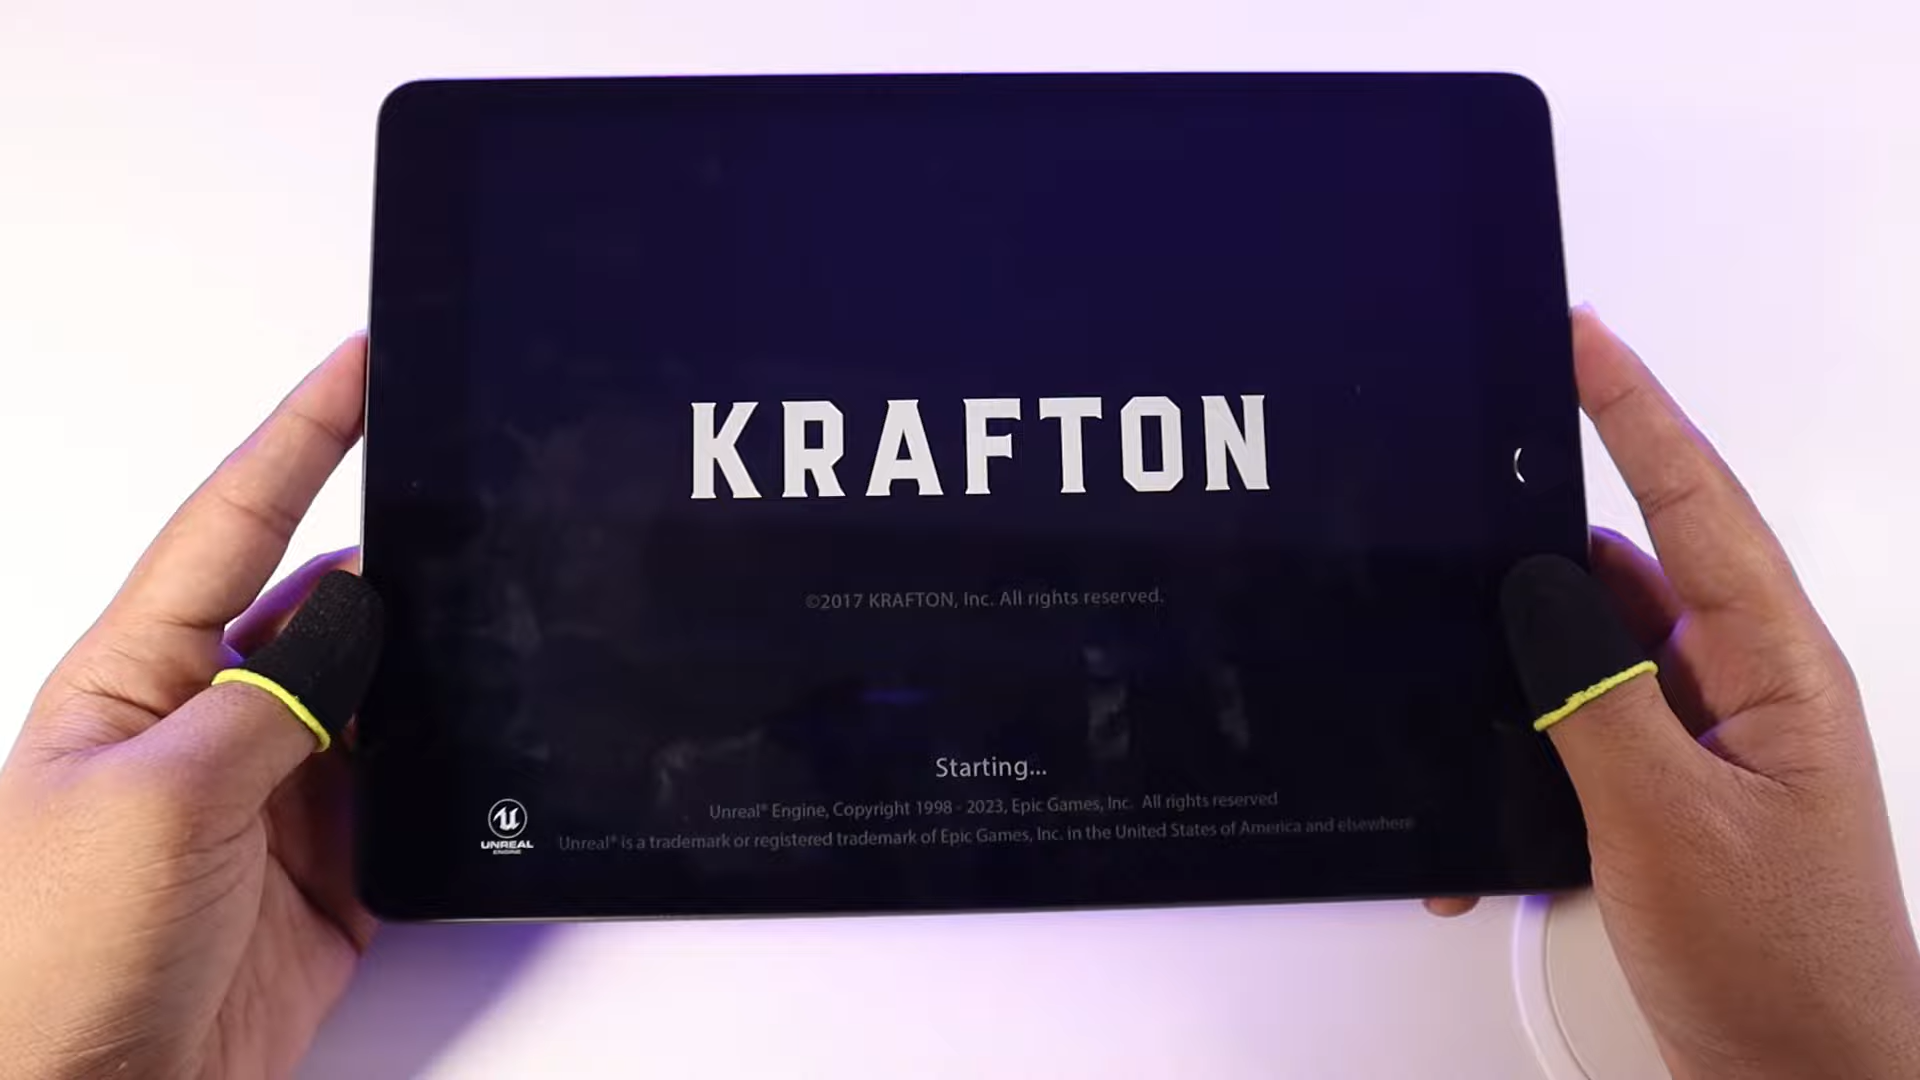 KRAFTON
©2017 KRAFTON, Inc. All rights reserved.
Starting...
Unreal® Engine, Copyright 1998 - 2023, Epic Games, Inc. All rights reserved
Unreal® is a trademark or registered trademark of Epic Games, Inc. in the United States of America and elsewhere
UNREAL
ENGINE